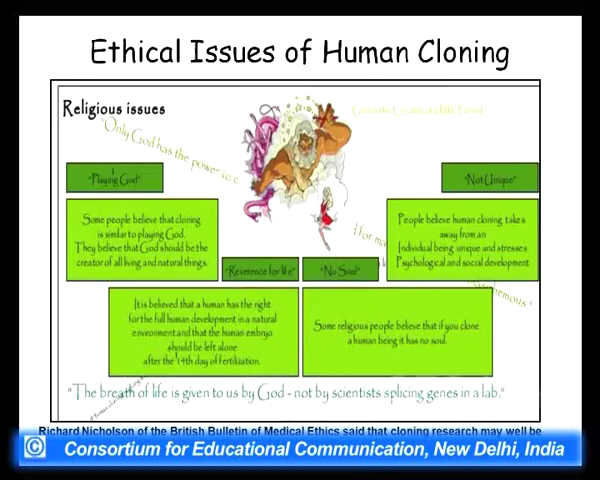 Ethical Issues of Human Cloning
Religious issues
"Only God has the power to c
"Playing God"
"Not Unique"
Some people believe that cloning
is similar to playing God.
They believe that God should be the
creator of all living and natural things.
People believe human cloning takes
away from an
Individual being unique and stresses
Psychological and social development
"Reverence for life"
"No Soul"
It is believed that a human has the right
for the full human development in a natural
environment and that the human embryo
should be left alone
after the 14th day of fertilization.
Some religious people believe that if you clone
a human being it has no soul.
"The breath of life is given to us by God - not by scientists splicing genes in a lab."
Richard Nicholson of the British Bulletin of Medical Ethics said that cloning research may well be
© Consortium for Educational Communication, New Delhi, India